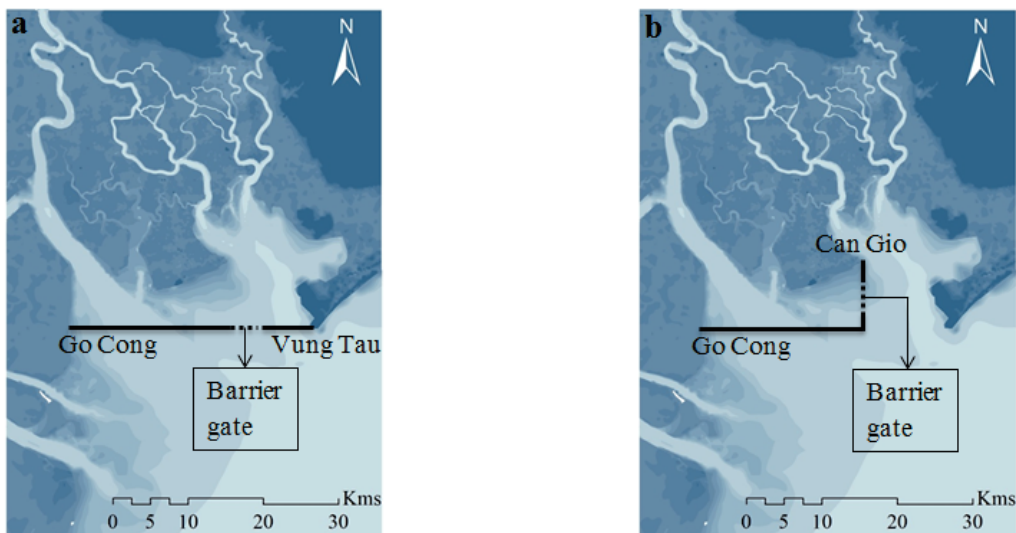 a
N
Go Cong
Vung Tau
Barrier
gate
Kms
0 5 10 20 30
b
N
Can Gio
Go Cong
Barrier
gate
Kms
0 5 10 20 30